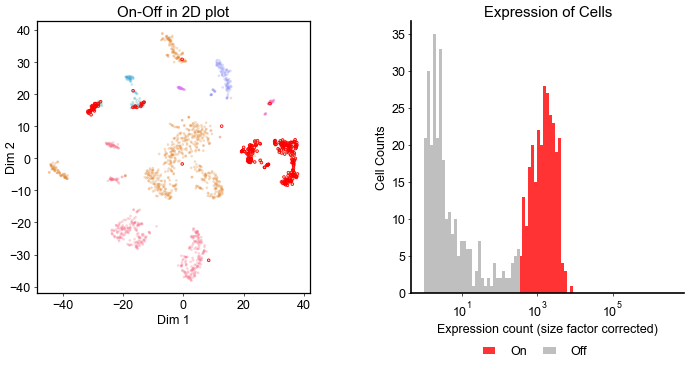 On-Off in 2D plot
40
30
20
10
0
−10
−20
−30
−40
Dim 2
−40 −20 0 20 40
Dim 1
Expression of Cells
35
30
25
20
15
10
5
0
Cell Counts
10^1 10^3 10^5
Expression count (size factor corrected)
On Off